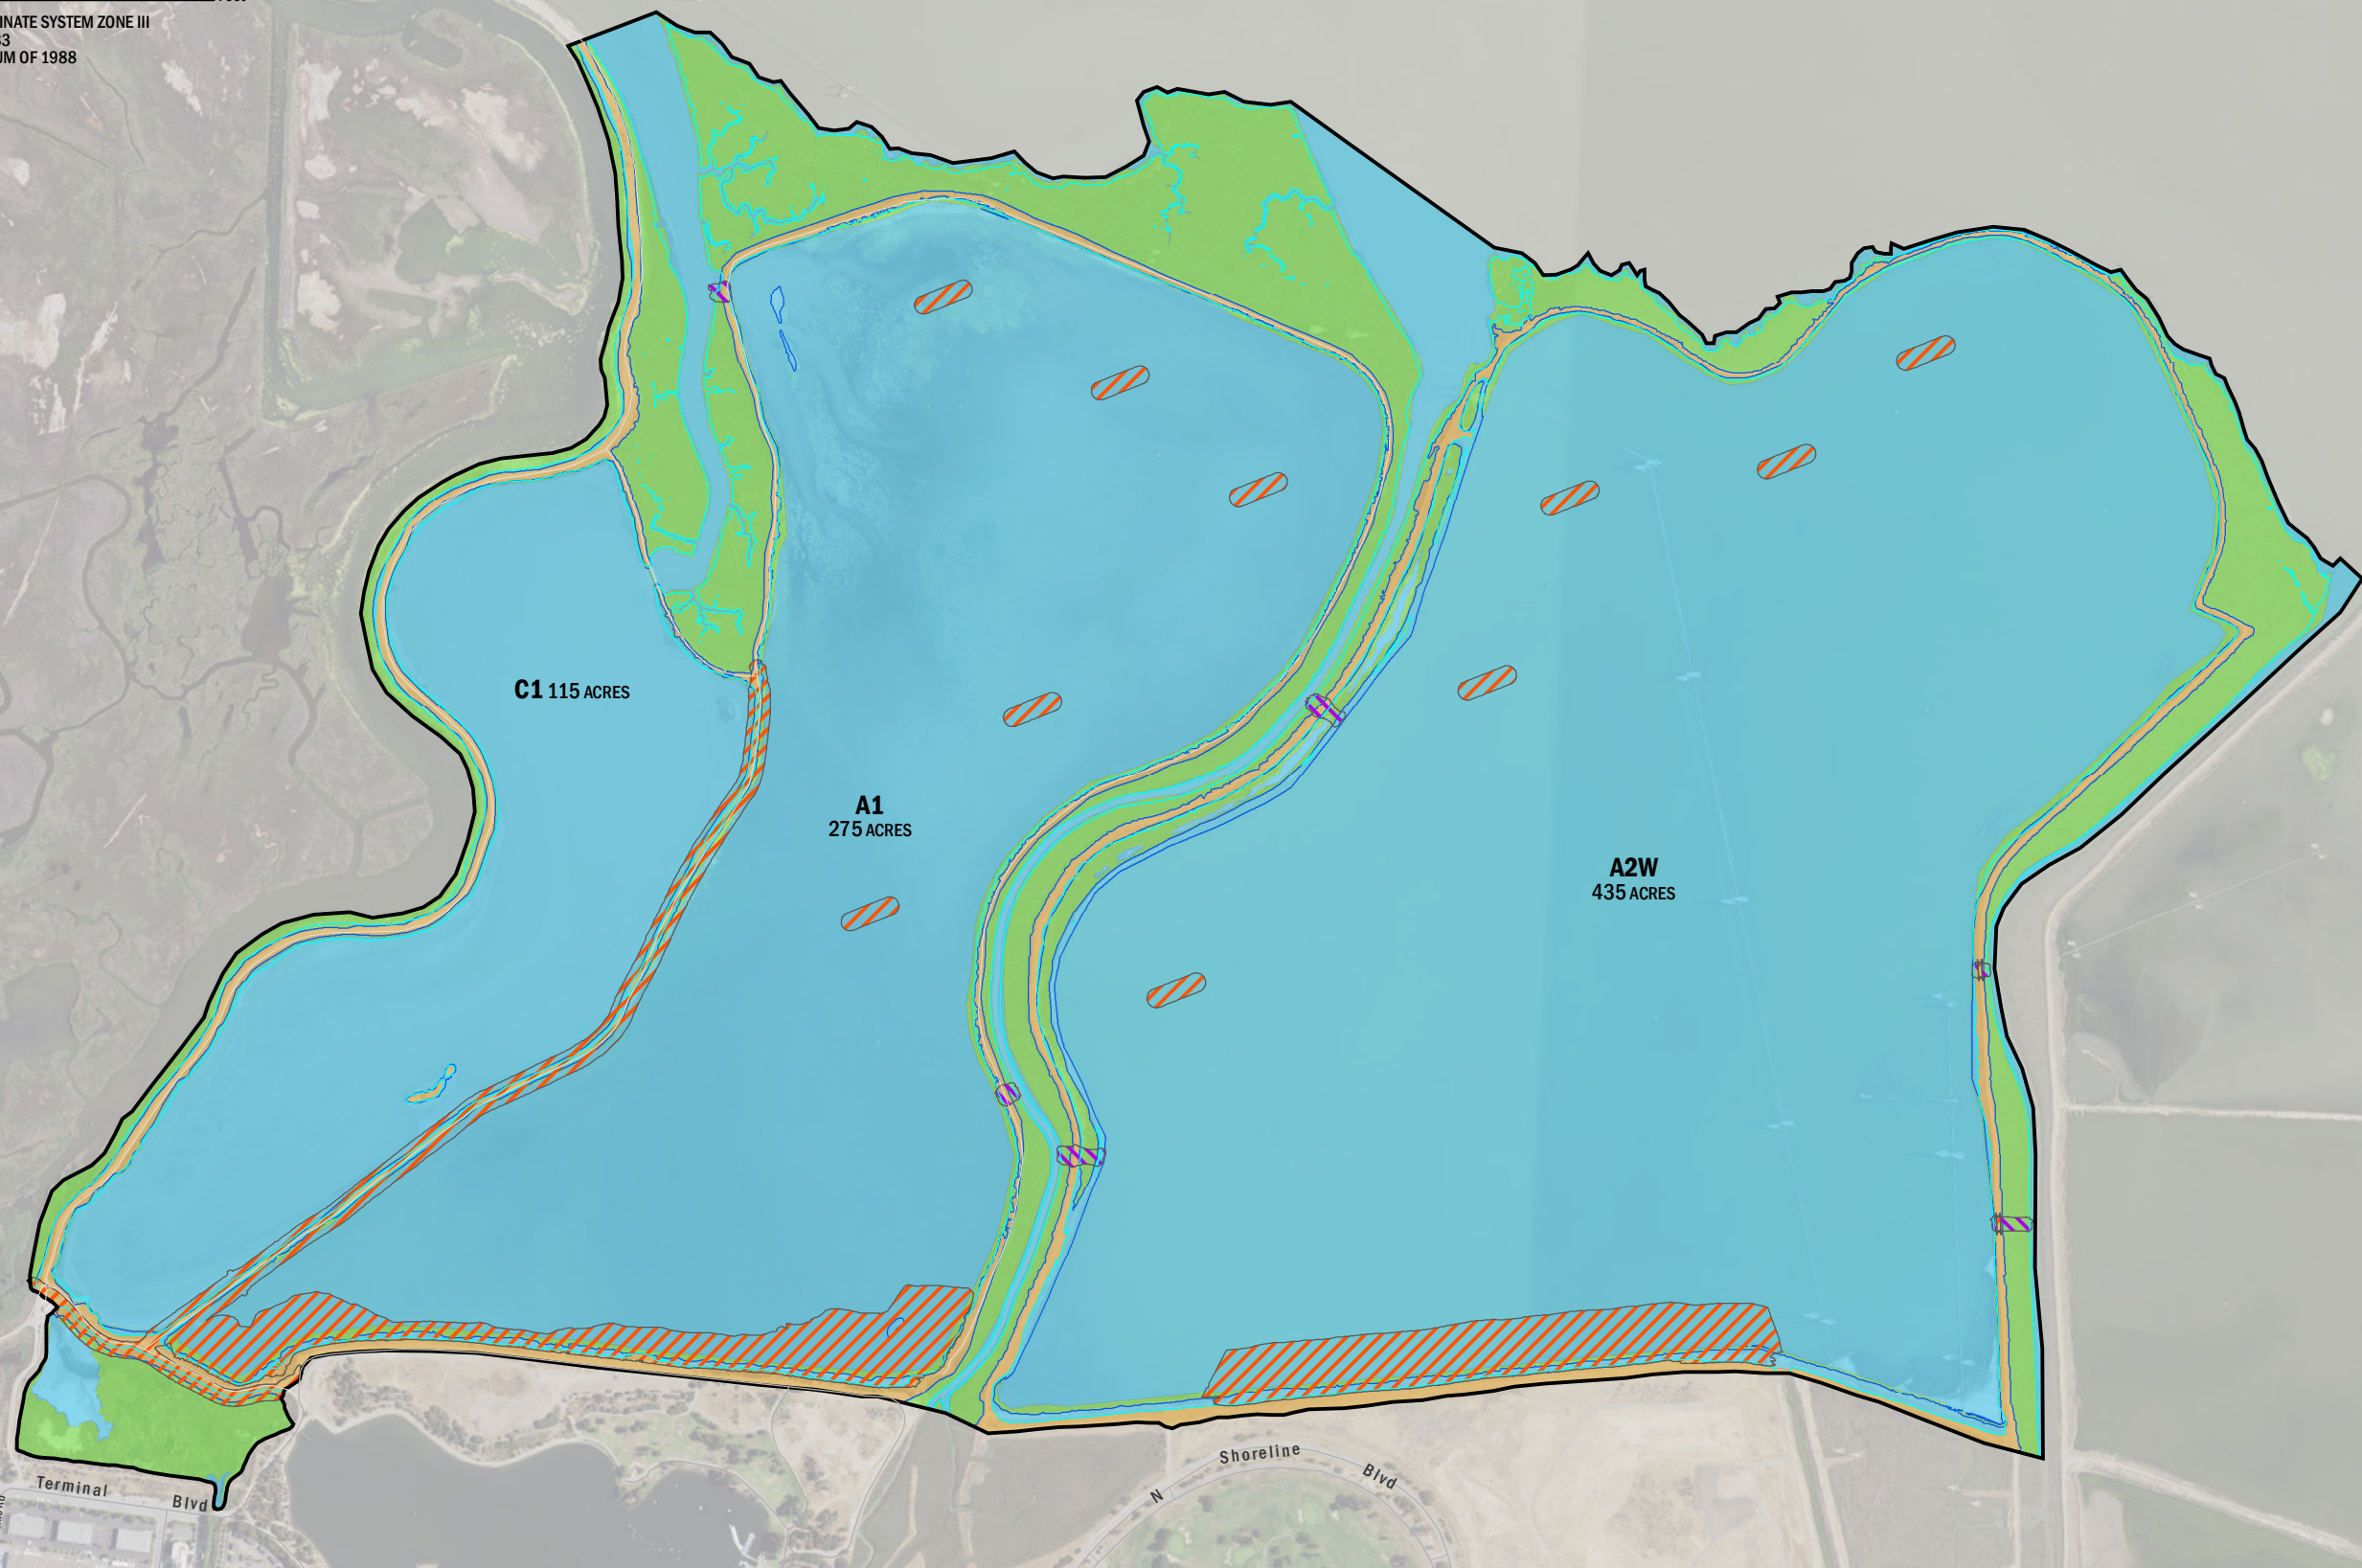 INATE SYSTEM ZONE III
UM OF 1988
C1 115 ACRES
A1
275 ACRES
A2W
435 ACRES
Shoreline
Blvd
N
Terminal
Blvd